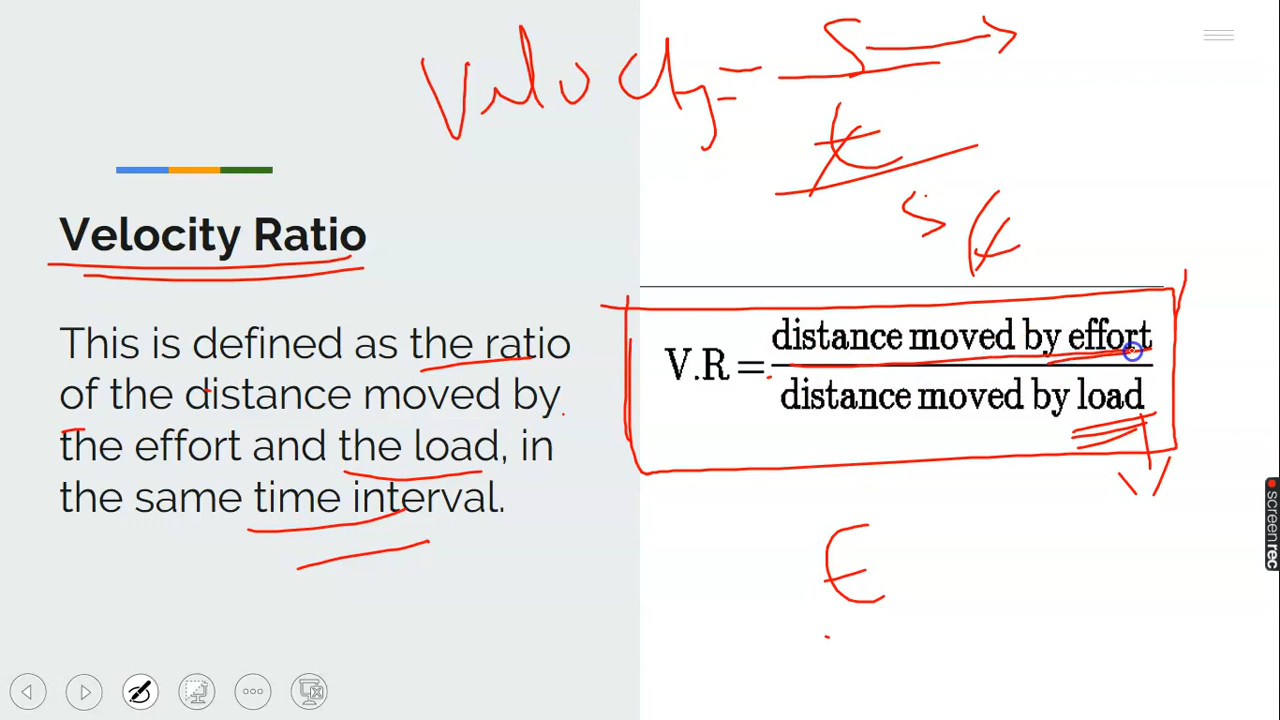 Velocity = S
t
S
t
Velocity Ratio
This is defined as the ratio
of the distance moved by
the effort and the load, in
the same time interval.
V.R = distance moved by effort
distance moved by load
E
screenrec